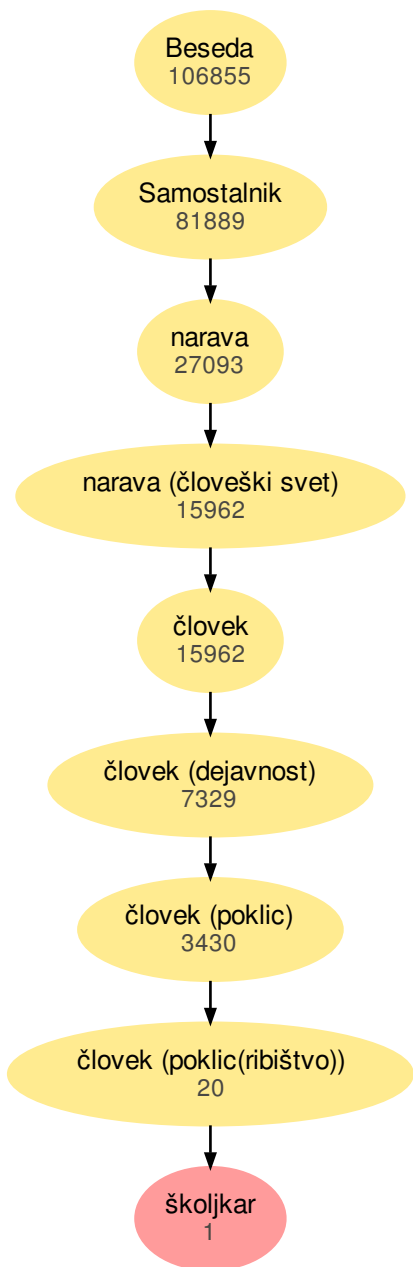 Beseda
106855
Samostalnik
81889
narava
27093
narava (človeški svet)
15962
človek
15962
človek (dejavnost)
7329
človek (poklic)
3430
človek (poklic(ribištvo))
20
školjkar
1